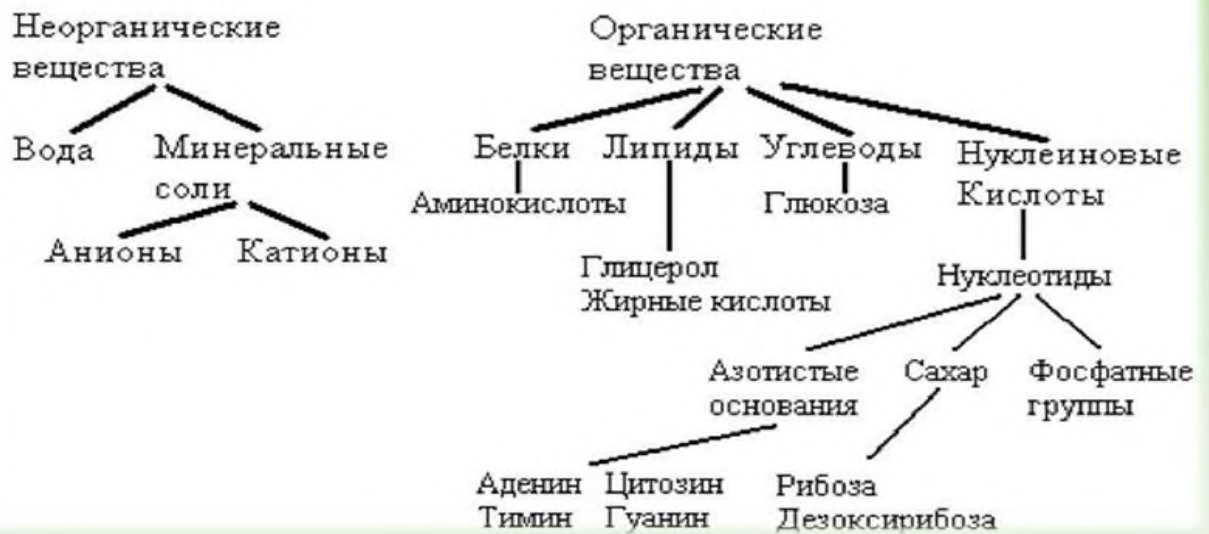 Неорганические
вещества
Вода
Минеральные
соли
Анионы
Катионы
Органические
вещества
Белки
Аминокислоты
Липиды
Глицерол
Жирные кислоты
Углеводы
Глюкоза
Нуклеиновые
Кислоты
Нуклеотиды
Азотистые
основания
Сахар
Фосфатные
группы
Аденин Цитозин
Тимин Гуанин
Рибоза
Дезоксирибоза